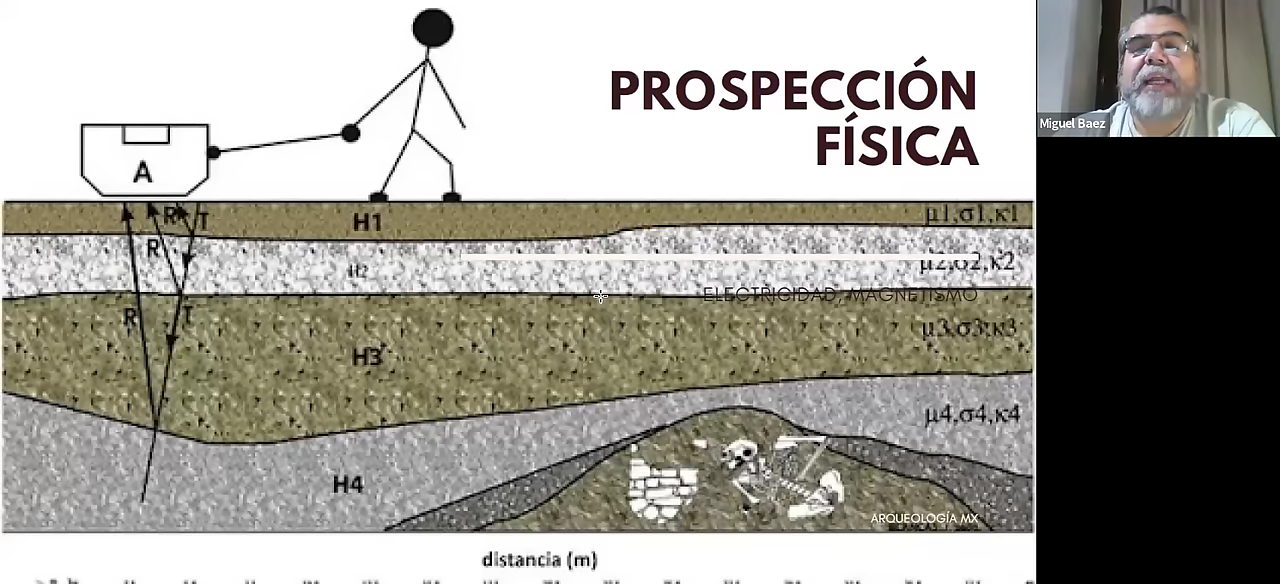 PROSPECCIÓN
FÍSICA
Miguel Baez
A
R T
H1
μ1,σ1,κ1
R
H2
μ2,σ2,κ2
ELECTRICIDAD, MAGNETISMO
R T
μ3,σ3,κ3
H3
μ4,σ4,κ4
H4
ARQUEOLOGÍA MX
distancia (m)